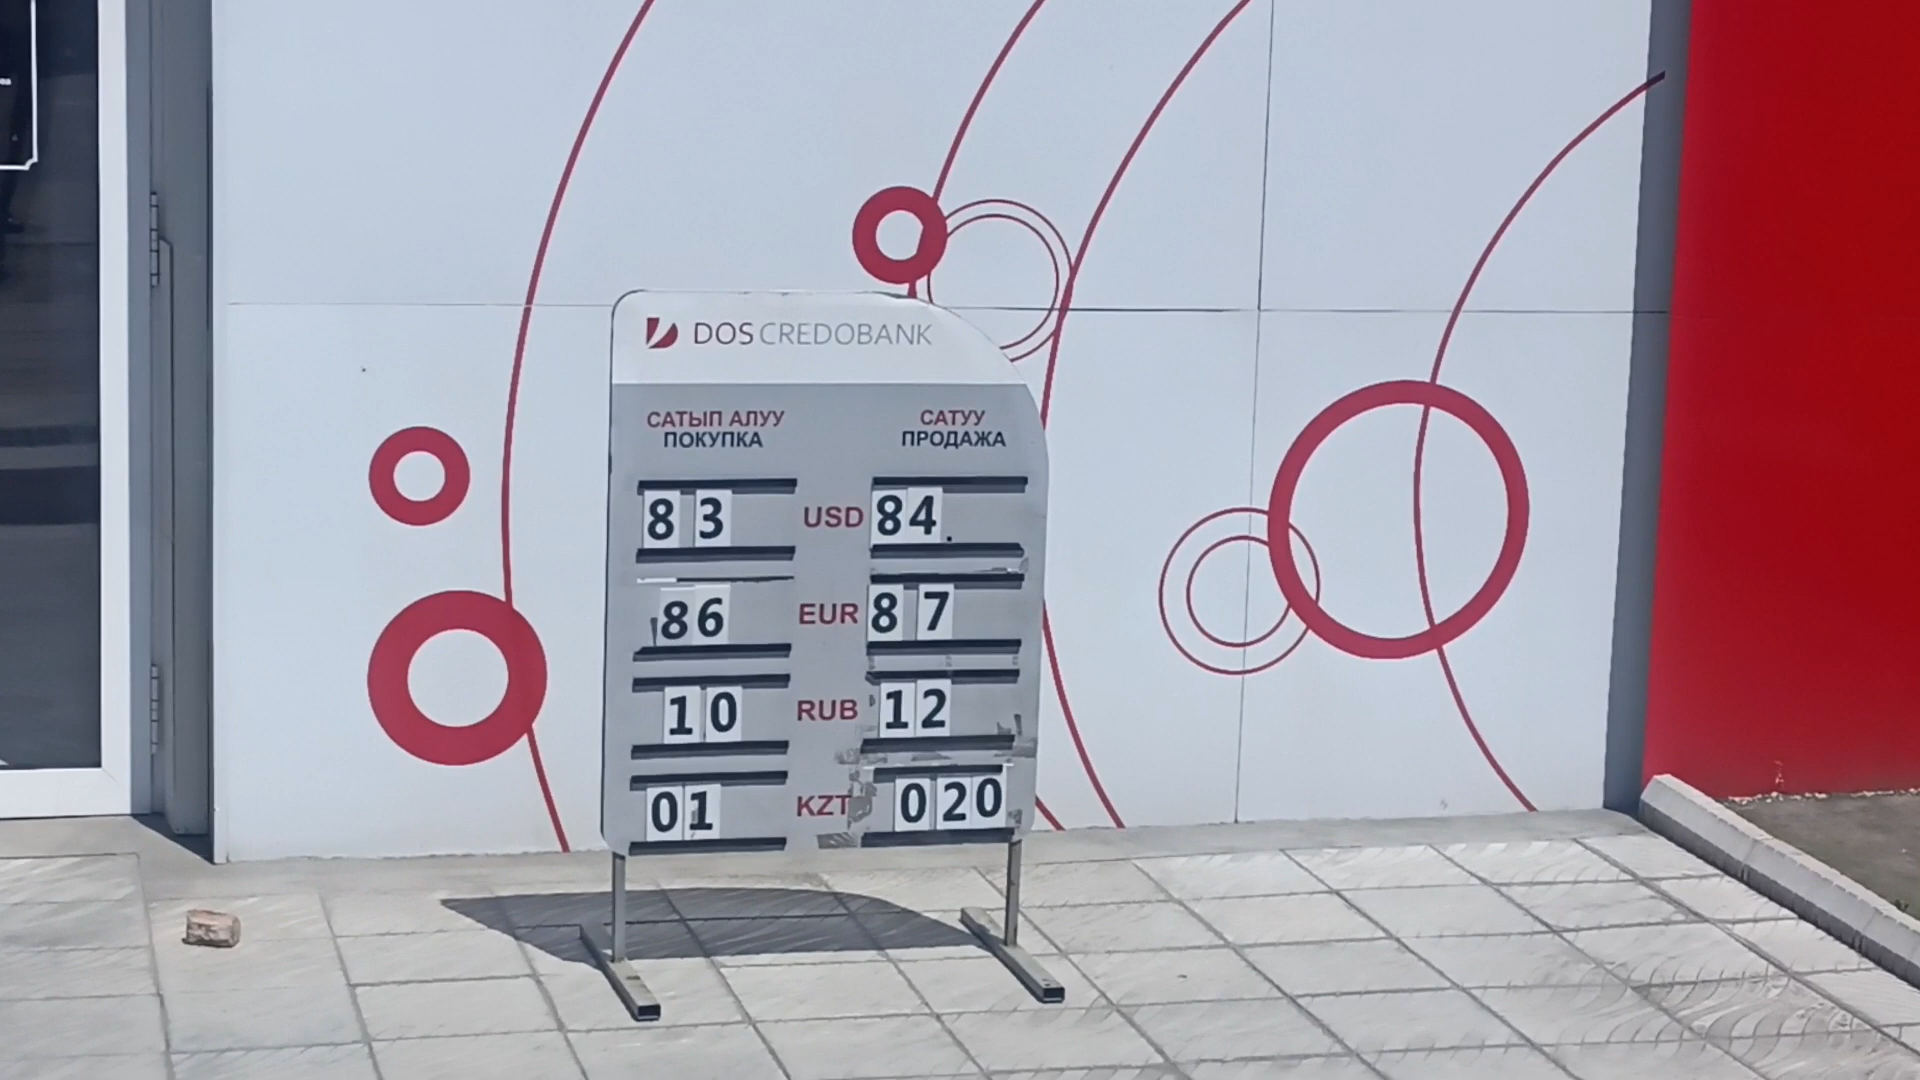 DOS CREDOBANK
САТЫП АЛУУ САТУУ
ПОКУПКА ПРОДАЖА
83 USD 84.
86 EUR 87
10 RUB 12
01 KZT 020